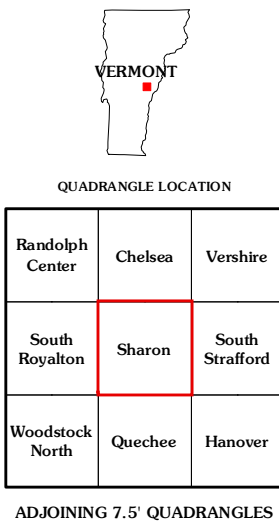 VERMONT
QUADRANGLE LOCATION
Randolph
Center
Chelsea
Vershire
South
Royalton
Sharon
South
Strafford
Woodstock
North
Quechee
Hanover
ADJOINING 7.5' QUADRANGLES